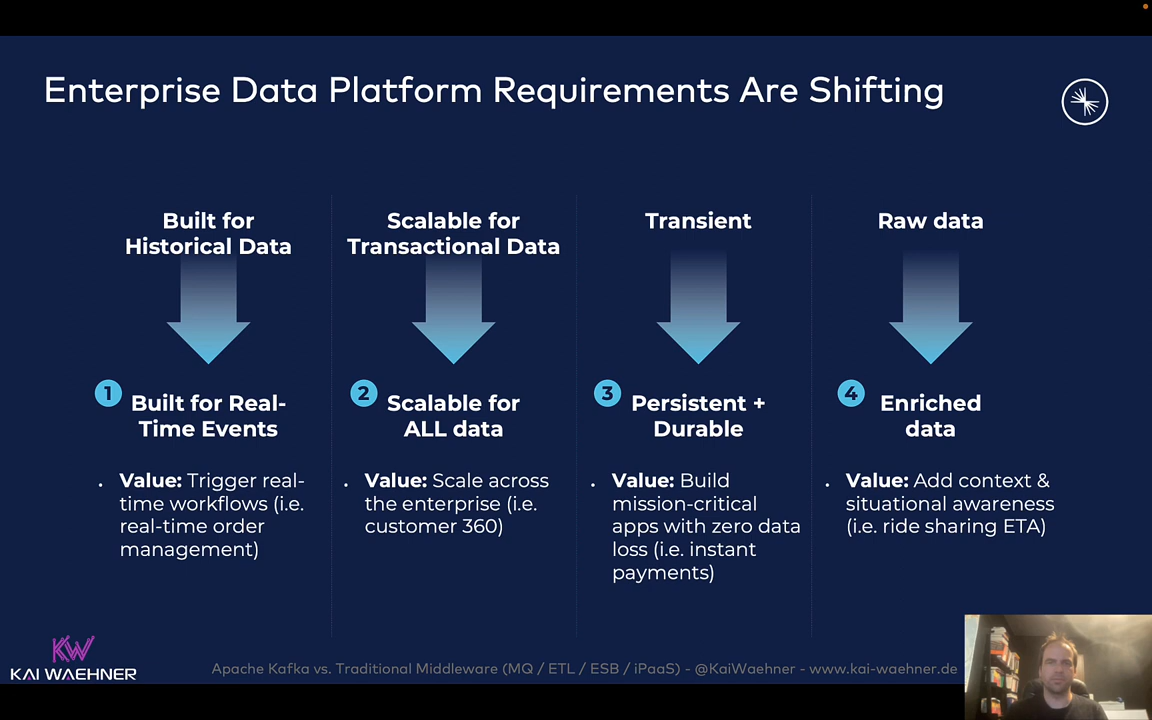 Enterprise Data Platform Requirements Are Shifting
Built for
Historical Data
Scalable for
Transactional Data
Transient
Raw data
1
Built for Real-
Time Events
2
Scalable for
ALL data
3
Persistent +
Durable
4
Enriched
data
• Value: Trigger real-
time workflows (i.e.
real-time order
management)
• Value: Scale across
the enterprise (i.e.
customer 360)
• Value: Build
mission-critical
apps with zero data
loss (i.e. instant
payments)
• Value: Add context &
situational awareness
(i.e. ride sharing ETA)
KW
KAI WAEHNER
Apache Kafka vs. Traditional Middleware (MQ / ETL / ESB / iPaaS) - @KaiWaehner - www.kai-waehner.de